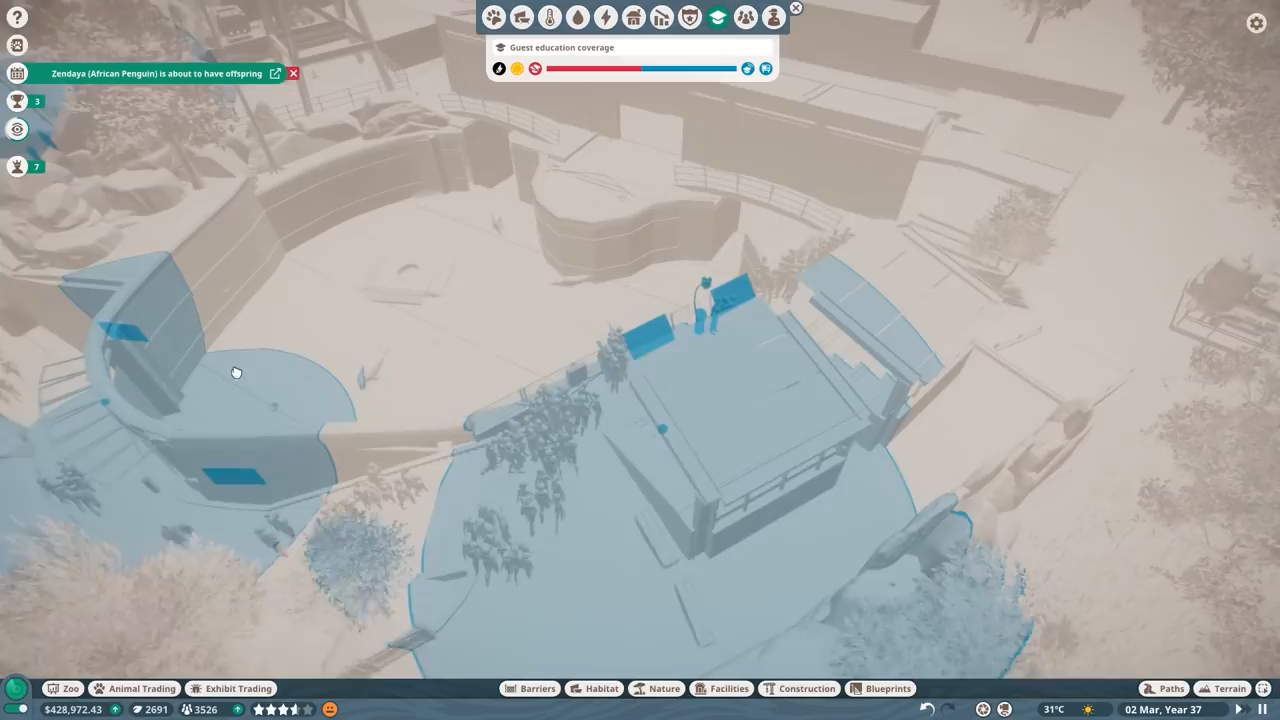 Guest education coverage
Zendaya (African Penguin) is about to have offspring
3
7
Zoo
Animal Trading
Exhibit Trading
Barriers
Habitat
Nature
Facilities
Construction
Blueprints
Paths
Terrain
$428,972.43
2691
3526
31°C
02 Mar, Year 37